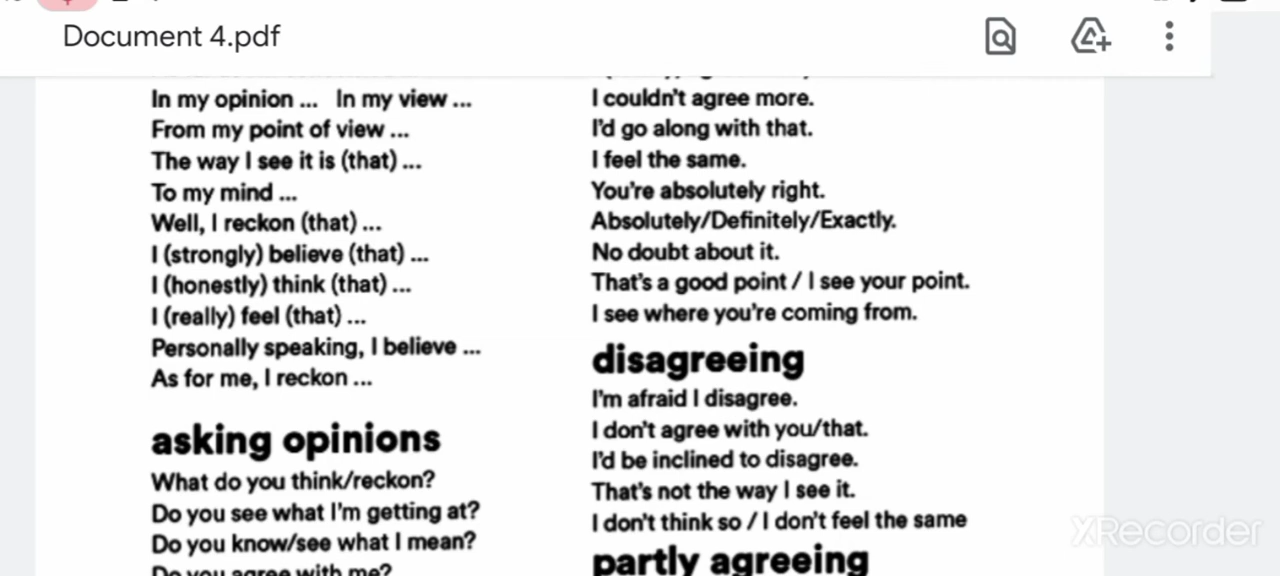 Document 4.pdf
In my opinion ... In my view ...
From my point of view ...
The way I see it is (that) ...
To my mind ...
Well, I reckon (that) ...
I (strongly) believe (that) ...
I (honestly) think (that) ...
I (really) feel (that) ...
Personally speaking, I believe ...
As for me, I reckon ...
asking opinions
What do you think/reckon?
Do you see what I'm getting at?
Do you know/see what I mean?
Do you agree with me?
I couldn't agree more.
I'd go along with that.
I feel the same.
You're absolutely right.
Absolutely/Definitely/Exactly.
No doubt about it.
That's a good point / I see your point.
I see where you're coming from.
disagreeing
I'm afraid I disagree.
I don't agree with you/that.
I'd be inclined to disagree.
That's not the way I see it.
I don't think so / I don't feel the same
partly agreeing
XRecorder